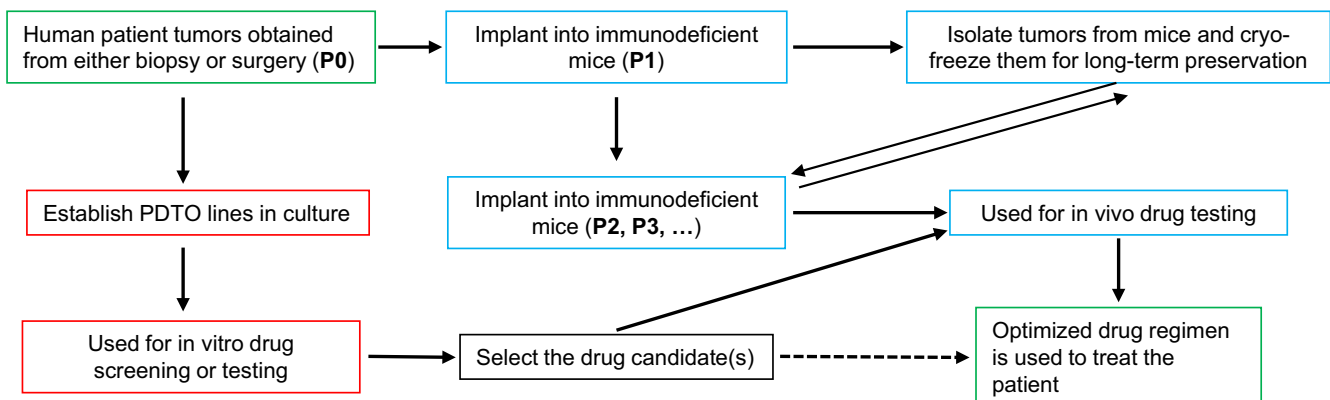 Human patient tumors obtained
from either biopsy or surgery (P0)
Implant into immunodeficient
mice (P1)
Isolate tumors from mice and cryo-
freeze them for long-term preservation
Establish PDTO lines in culture
Implant into immunodeficient
mice (P2, P3, …)
Used for in vivo drug testing
Used for in vitro drug
screening or testing
Select the drug candidate(s)
Optimized drug regimen
is used to treat the
patient